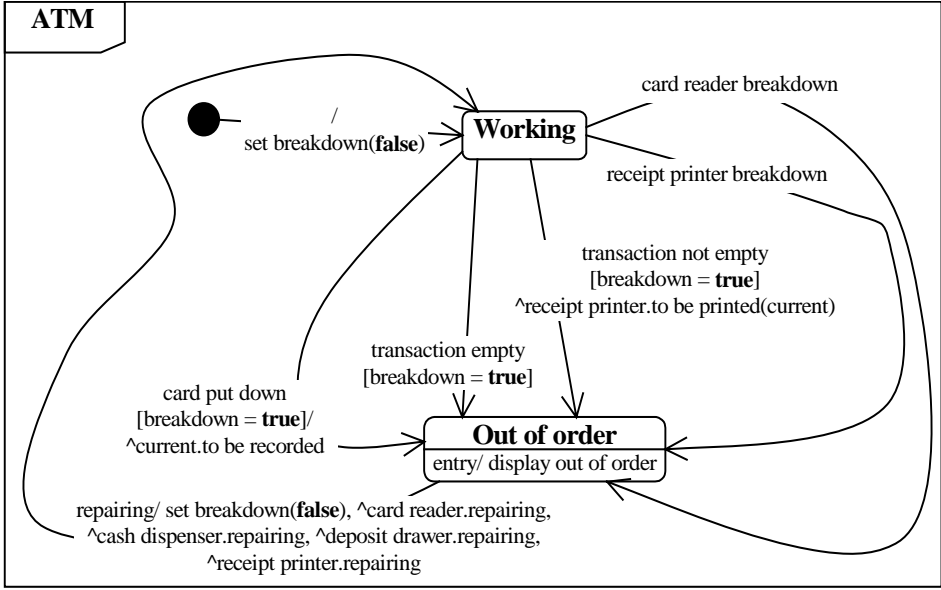 ATM
card reader breakdown
/
set breakdown(false)
Working
receipt printer breakdown
transaction not empty
[breakdown = true]
^receipt printer.to be printed(current)
transaction empty
[breakdown = true]
card put down
[breakdown = true]/
^current.to be recorded
Out of order
entry/ display out of order
repairing/ set breakdown(false), ^card reader.repairing,
^cash dispenser.repairing, ^deposit drawer.repairing,
^receipt printer.repairing